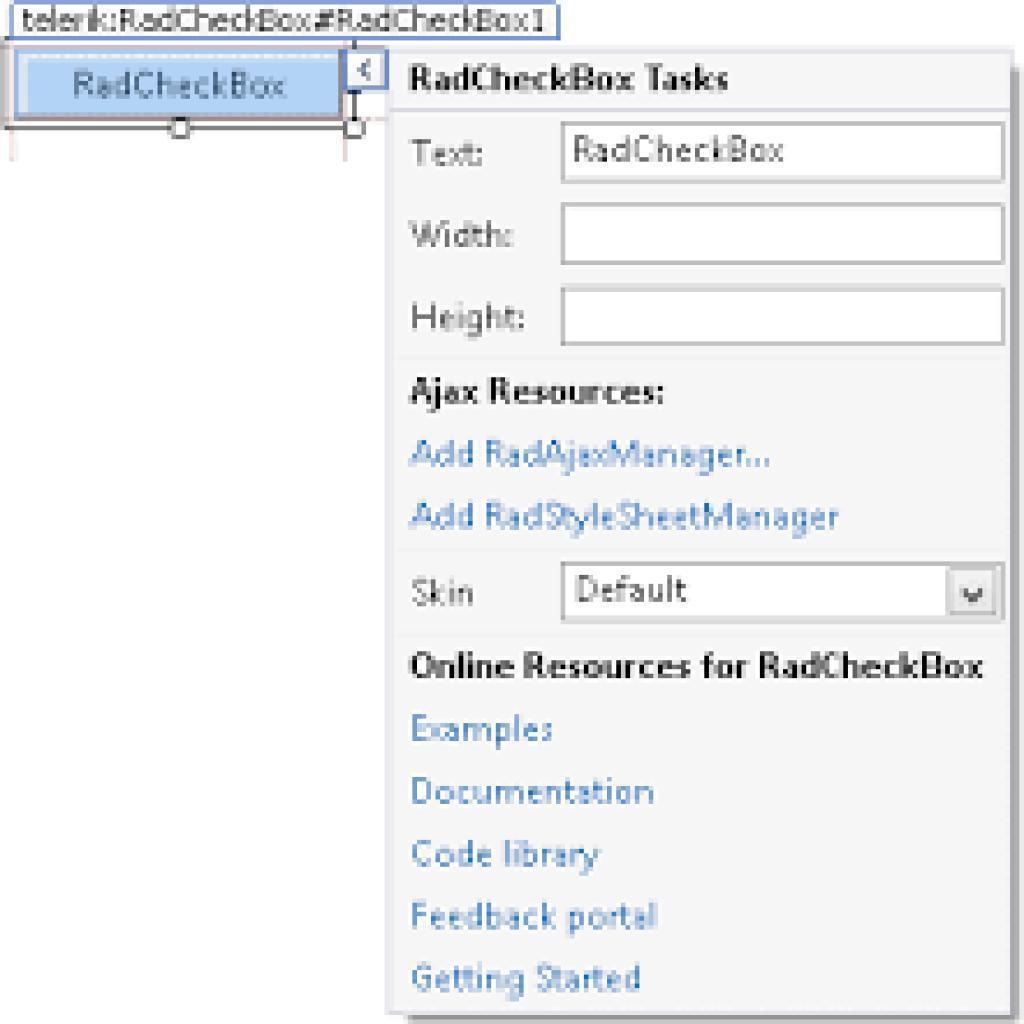 telerik:RadCheckBox#RadCheckBox1
RadCheckBox
RadCheckBox Tasks
Text: RadCheckBox
Width:
Height:
Ajax Resources:
Add RadAjaxManager...
Add RadStyleSheetManager
Skin Default
Online Resources for RadCheckBox
Examples
Documentation
Code library
Feedback portal
Getting Started